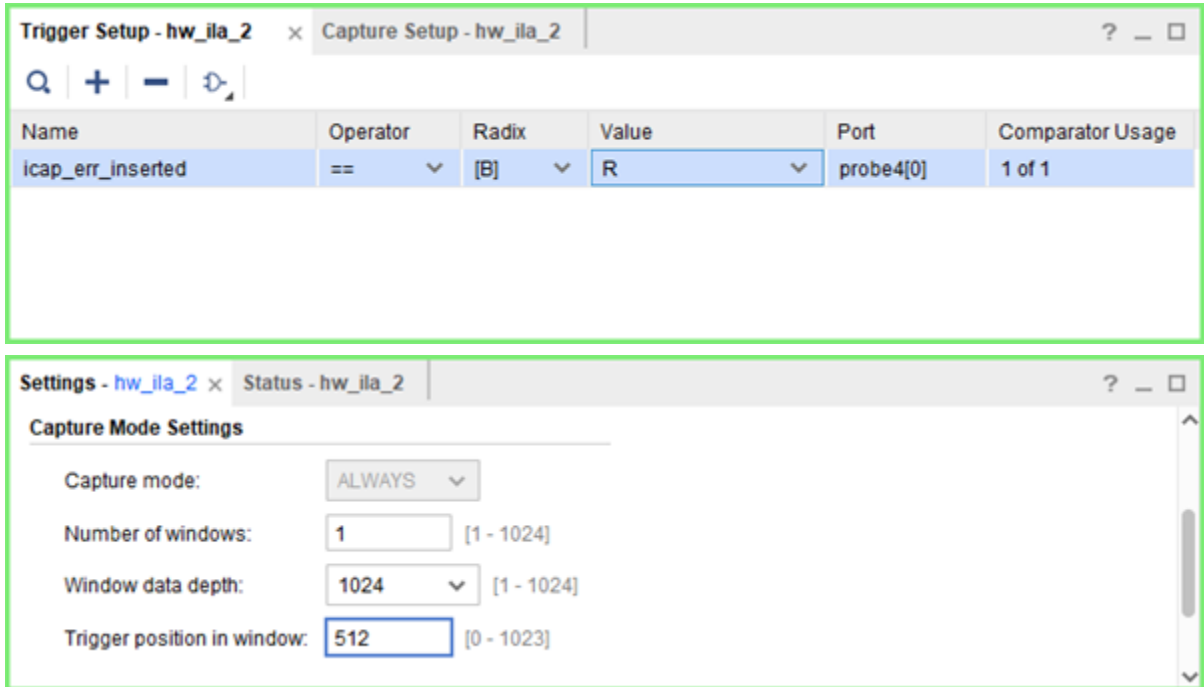 Trigger Setup - hw_ila_2 × Capture Setup - hw_ila_2 ? _ □
Name Operator Radix Value Port Comparator Usage
icap_err_inserted == [B] R probe4[0] 1 of 1
Settings - hw_ila_2 × Status - hw_ila_2 ? _ □
Capture Mode Settings
Capture mode: ALWAYS
Number of windows: 1 [1 - 1024]
Window data depth: 1024 [1 - 1024]
Trigger position in window: 512 [0 - 1023]